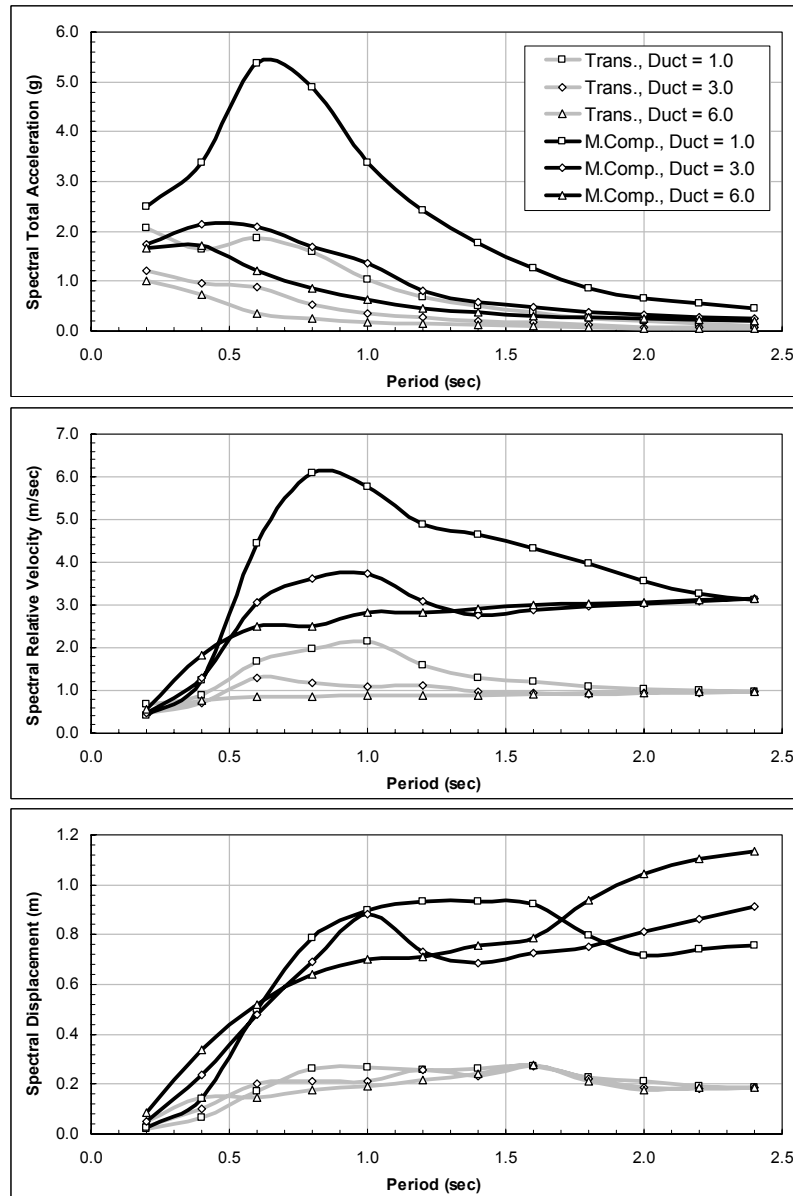 6.0
5.0
4.0
3.0
2.0
1.0
0.0
Spectral Total Acceleration (g)
Trans., Duct = 1.0
Trans., Duct = 3.0
Trans., Duct = 6.0
M.Comp., Duct = 1.0
M.Comp., Duct = 3.0
M.Comp., Duct = 6.0
0.0 0.5 1.0 1.5 2.0 2.5
Period (sec)
7.0
6.0
5.0
4.0
3.0
2.0
1.0
0.0
Spectral Relative Velocity (m/sec)
0.0 0.5 1.0 1.5 2.0 2.5
Period (sec)
1.2
1.0
0.8
0.6
0.4
0.2
0.0
Spectral Displacement (m)
0.0 0.5 1.0 1.5 2.0 2.5
Period (sec)